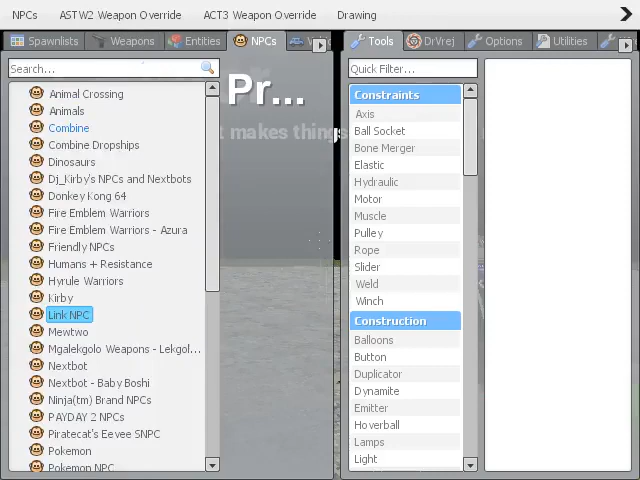 NPCs ASTW2 Weapon Override ACT3 Weapon Override Drawing
Spawnlists Weapons Entities NPCs
Tools DrVrej Options Utilities
Search...
Quick Filter...
Pr...
t makes things
Animal Crossing
Animals
Combine
Combine Dropships
Dinosaurs
Dj_Kirby's NPCs and Nextbots
Donkey Kong 64
Fire Emblem Warriors
Fire Emblem Warriors - Azura
Friendly NPCs
Humans + Resistance
Hyrule Warriors
Kirby
Link NPC
Mewtwo
Mgalekgolo Weapons - Lekgol...
Nextbot
Nextbot - Baby Boshi
Ninja(tm) Brand NPCs
PAYDAY 2 NPCs
Piratecat's Eevee SNPC
Pokemon
Pokemon NPC
Constraints
Axis
Ball Socket
Bone Merger
Elastic
Hydraulic
Motor
Muscle
Pulley
Rope
Slider
Weld
Winch
Construction
Balloons
Button
Duplicator
Dynamite
Emitter
Hoverball
Lamps
Light